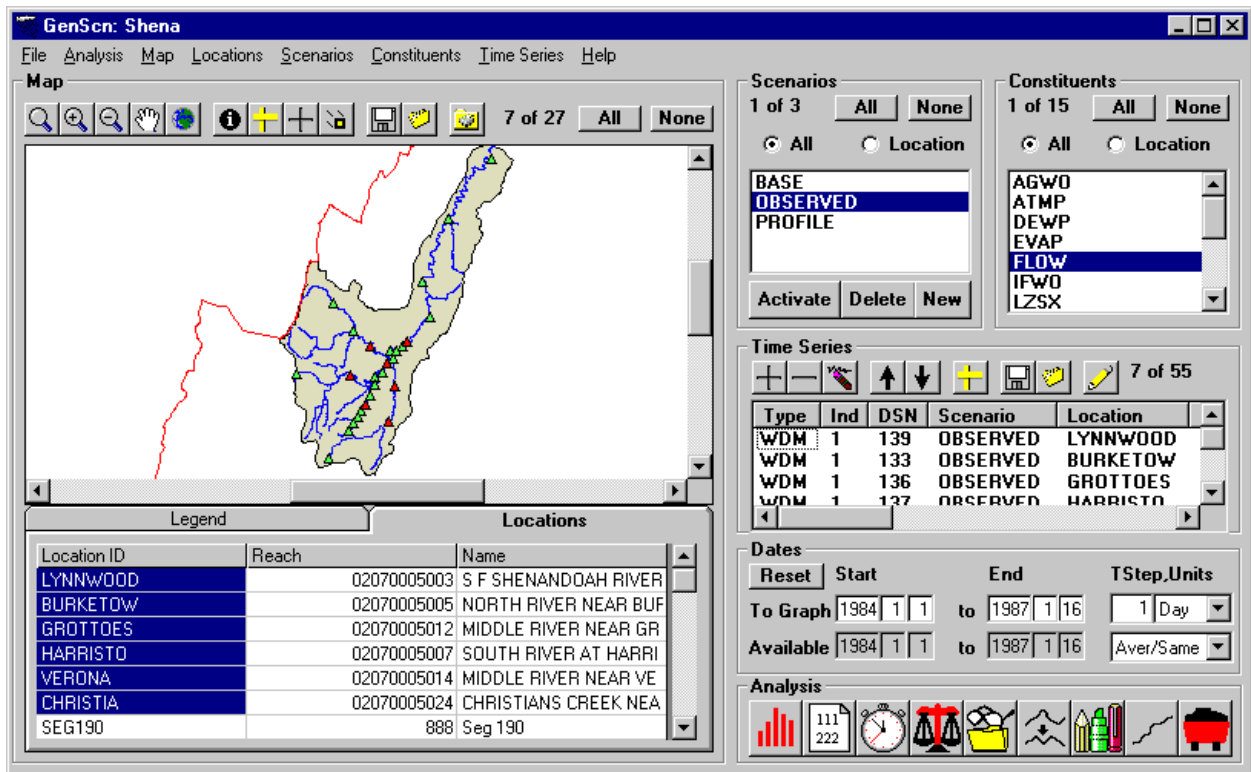 GenScn: Shena
File Analysis Map Locations Scenarios Constituents Time Series Help
Map
7 of 27 All None
Legend Locations
Location ID Reach Name
LYNNWOOD 02070005003 S F SHENANDOAH RIVER
BURKETOW 02070005005 NORTH RIVER NEAR BUF
GROTTOES 02070005012 MIDDLE RIVER NEAR GR
HARRISTO 02070005007 SOUTH RIVER AT HARRI
VERONA 02070005014 MIDDLE RIVER NEAR VE
CHRISTIA 02070005024 CHRISTIANS CREEK NEA
SEG190 888 Seg 190
Scenarios
1 of 3 All None
All Location
BASE
OBSERVED
PROFILE
Activate Delete New
Constituents
1 of 15 All None
All Location
AGWO
ATMP
DEWP
EVAP
FLOW
IFWO
LZSX
Time Series
7 of 55
Type Ind DSN Scenario Location
WDM 1 139 OBSERVED LYNNWOOD
WDM 1 133 OBSERVED BURKETOW
WDM 1 136 OBSERVED GROTTOES
WDM 1 137 OBSERVED HARRISTO
Dates
Reset Start End TStep,Units
To Graph 1984 1 1 to 1987 1 16 1 Day
Available 1984 1 1 to 1987 1 16 Aver/Same
Analysis
111
222